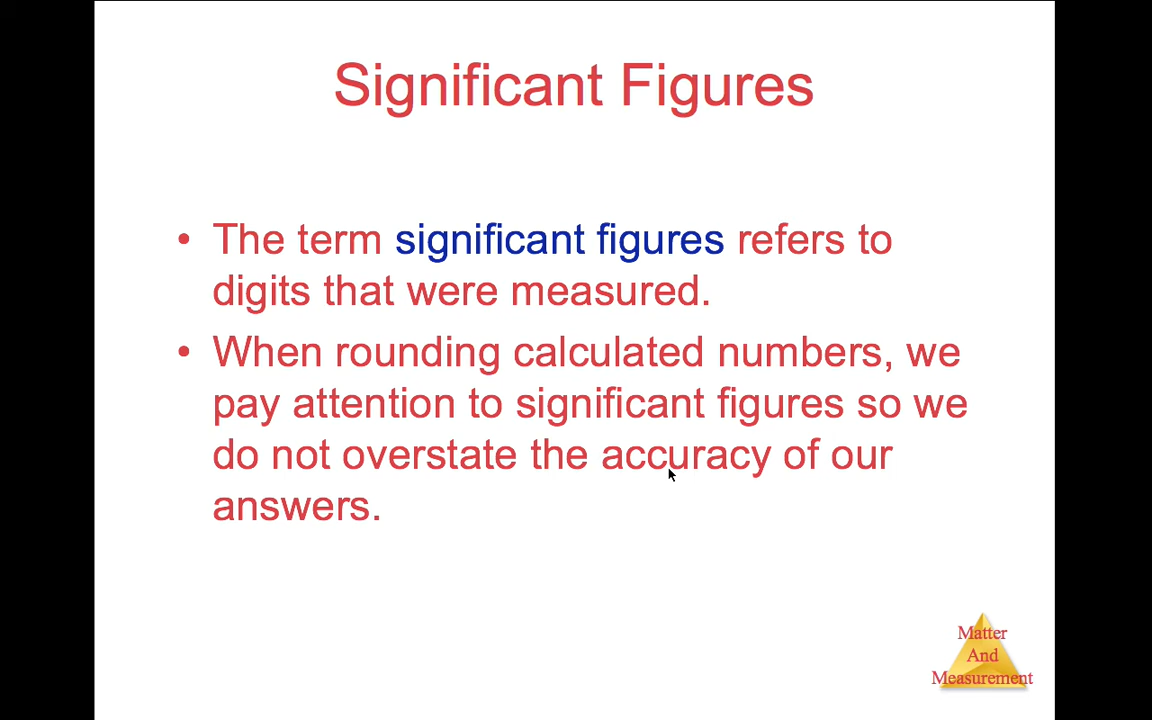 Significant Figures
• The term significant figures refers to
digits that were measured.
• When rounding calculated numbers, we
pay attention to significant figures so we
do not overstate the accuracy of our
answers.
Matter
And
Measurement